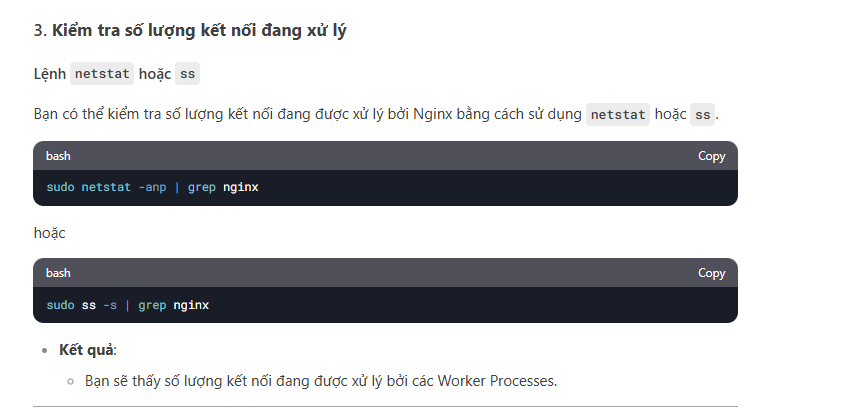 3. Kiểm tra số lượng kết nối đang xử lý
Lệnh netstat hoặc ss
Bạn có thể kiểm tra số lượng kết nối đang được xử lý bởi Nginx bằng cách sử dụng netstat hoặc ss.
bash Copy
sudo netstat -anp | grep nginx
hoặc
bash Copy
sudo ss -s | grep nginx
Kết quả:
Bạn sẽ thấy số lượng kết nối đang được xử lý bởi các Worker Processes.